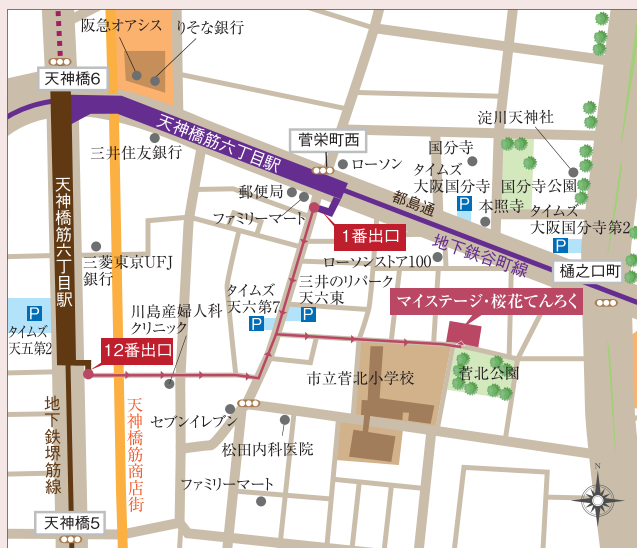 阪急オアシス
りそな銀行
天神橋6
淀川天神社
天神橋筋六丁目駅
菅栄町西
三井住友銀行
ローソン
国分寺
タイムズ
大阪国分寺
国分寺公園
郵便局
都島通
本照寺
P
ファミリーマート
タイムズ
大阪国分寺第2
P
1番出口
地下鉄谷町線
天神橋筋六丁目駅
三菱東京UFJ
銀行
ローソンストア100
樋之口町
三井のリパーク
天六東
P
タイムズ
天六第7
P
マイステージ・桜花てんろく
川島産婦人科
クリニック
P
タイムズ
天五第2
12番出口
市立菅北小学校
菅北公園
地下鉄堺筋線
天神橋筋商店街
セブンイレブン
松田内科医院
ファミリーマート
N
天神橋5